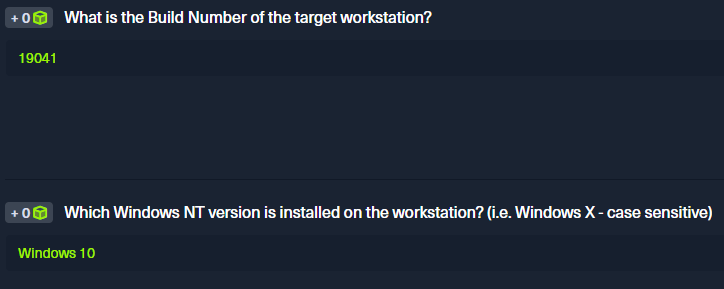 + 0 What is the Build Number of the target workstation?
19041
+ 0 Which Windows NT version is installed on the workstation? (i.e. Windows X - case sensitive)
Windows 10